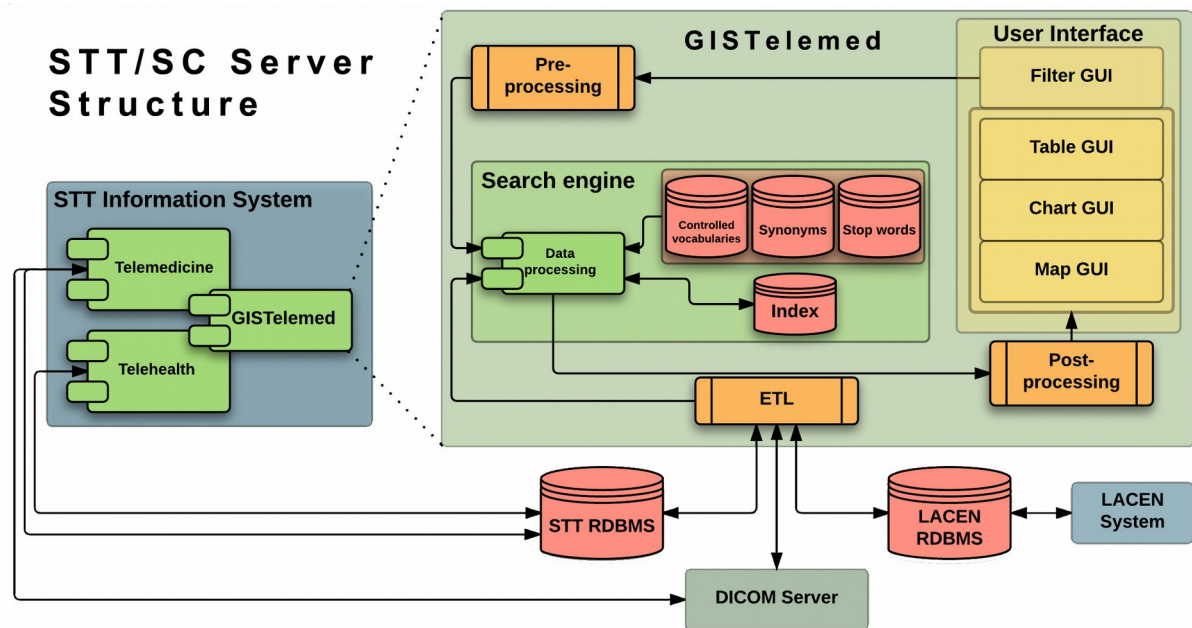 STT/SC Server
Structure
GISTelemed
User Interface
Pre-
processing
Filter GUI
Table GUI
Chart GUI
Map GUI
Search engine
Controlled
vocabularies
Synonyms
Stop words
Data
processing
Index
STT Information System
Telemedicine
GISTelemed
Telehealth
Post-
processing
ETL
STT RDBMS
LACEN
RDBMS
LACEN
System
DICOM Server